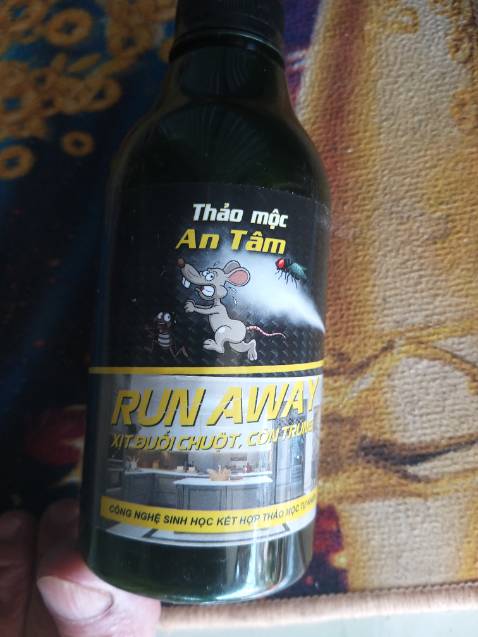 Thảo mộc
An Tâm
RUN AWAY
XỊT ĐUỔI CHUỘT, CÔN TRÙNG
CÔNG NGHỆ SINH HỌC KẾT HỢP THẢO MỘC TỰ